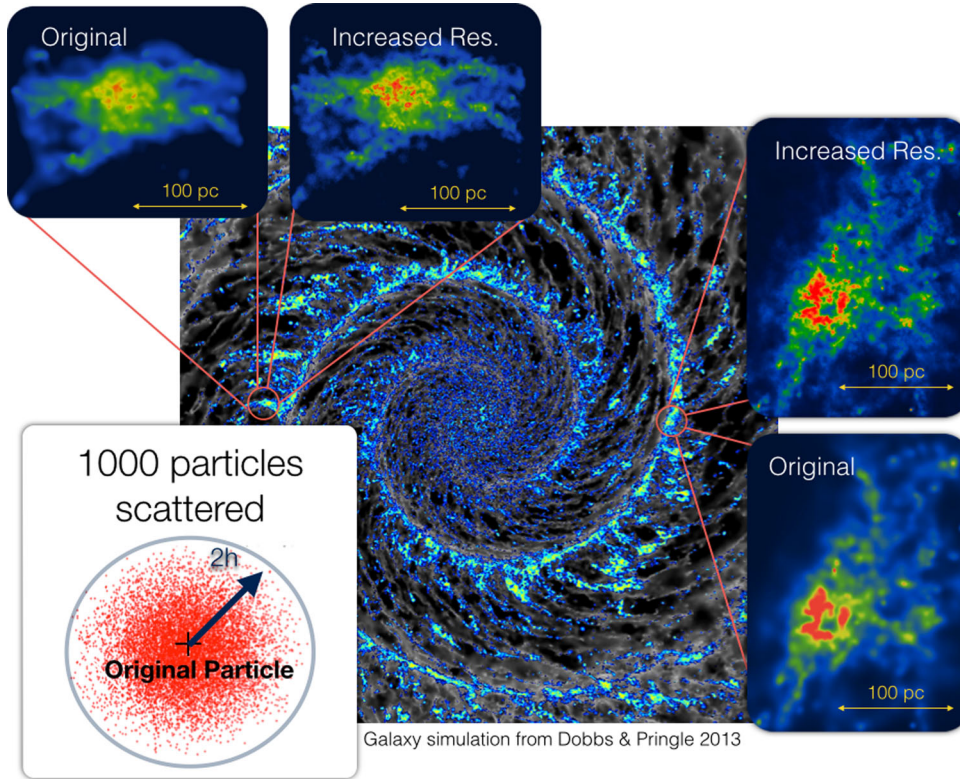 Original
Increased Res.
100 pc
100 pc
Increased Res.
100 pc
Original
100 pc
1000 particles
scattered
2h
Original Particle
Galaxy simulation from Dobbs & Pringle 2013